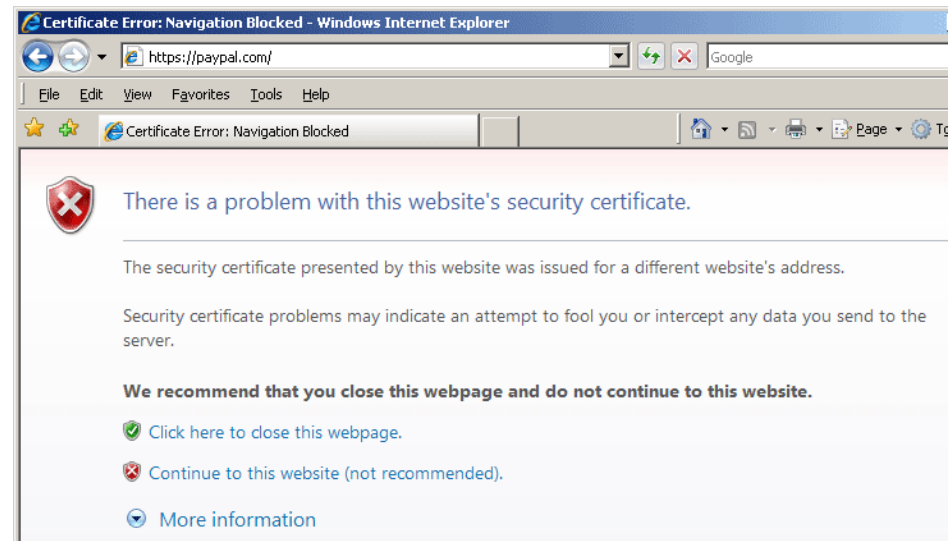 Certificate Error: Navigation Blocked - Windows Internet Explorer
https://paypal.com/
Google
File Edit View Favorites Tools Help
Certificate Error: Navigation Blocked
Page
There is a problem with this website's security certificate.
The security certificate presented by this website was issued for a different website's address.
Security certificate problems may indicate an attempt to fool you or intercept any data you send to the
server.
We recommend that you close this webpage and do not continue to this website.
Click here to close this webpage.
Continue to this website (not recommended).
More information